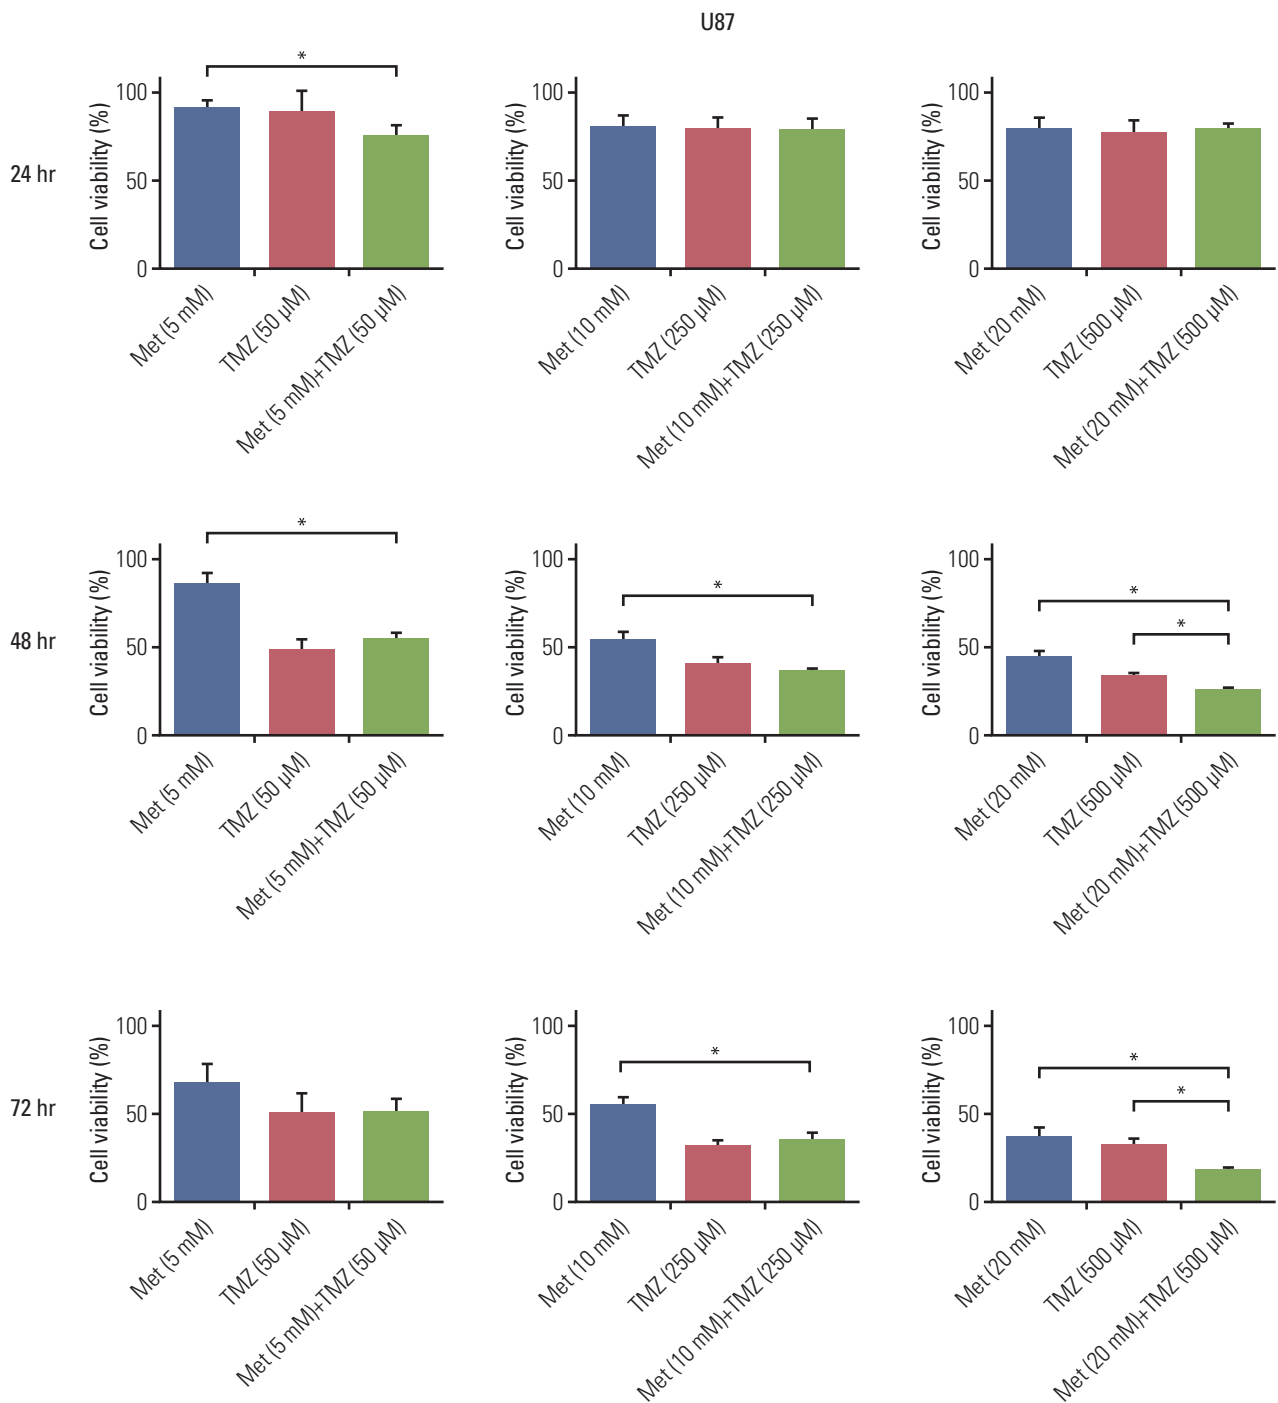 U87
24 hr
*
Cell viability (%)
100
50
0
Met (5 mM)
TMZ (50 µM)
Met (5 mM)+TMZ (50 µM)
Cell viability (%)
100
50
0
Met (10 mM)
TMZ (250 µM)
Met (10 mM)+TMZ (250 µM)
Cell viability (%)
100
50
0
Met (20 mM)
TMZ (500 µM)
Met (20 mM)+TMZ (500 µM)
48 hr
*
Cell viability (%)
100
50
0
Met (5 mM)
TMZ (50 µM)
Met (5 mM)+TMZ (50 µM)
*
Cell viability (%)
100
50
0
Met (10 mM)
TMZ (250 µM)
Met (10 mM)+TMZ (250 µM)
*
*
Cell viability (%)
100
50
0
Met (20 mM)
TMZ (500 µM)
Met (20 mM)+TMZ (500 µM)
72 hr
Cell viability (%)
100
50
0
Met (5 mM)
TMZ (50 µM)
Met (5 mM)+TMZ (50 µM)
*
Cell viability (%)
100
50
0
Met (10 mM)
TMZ (250 µM)
Met (10 mM)+TMZ (250 µM)
*
*
Cell viability (%)
100
50
0
Met (20 mM)
TMZ (500 µM)
Met (20 mM)+TMZ (500 µM)